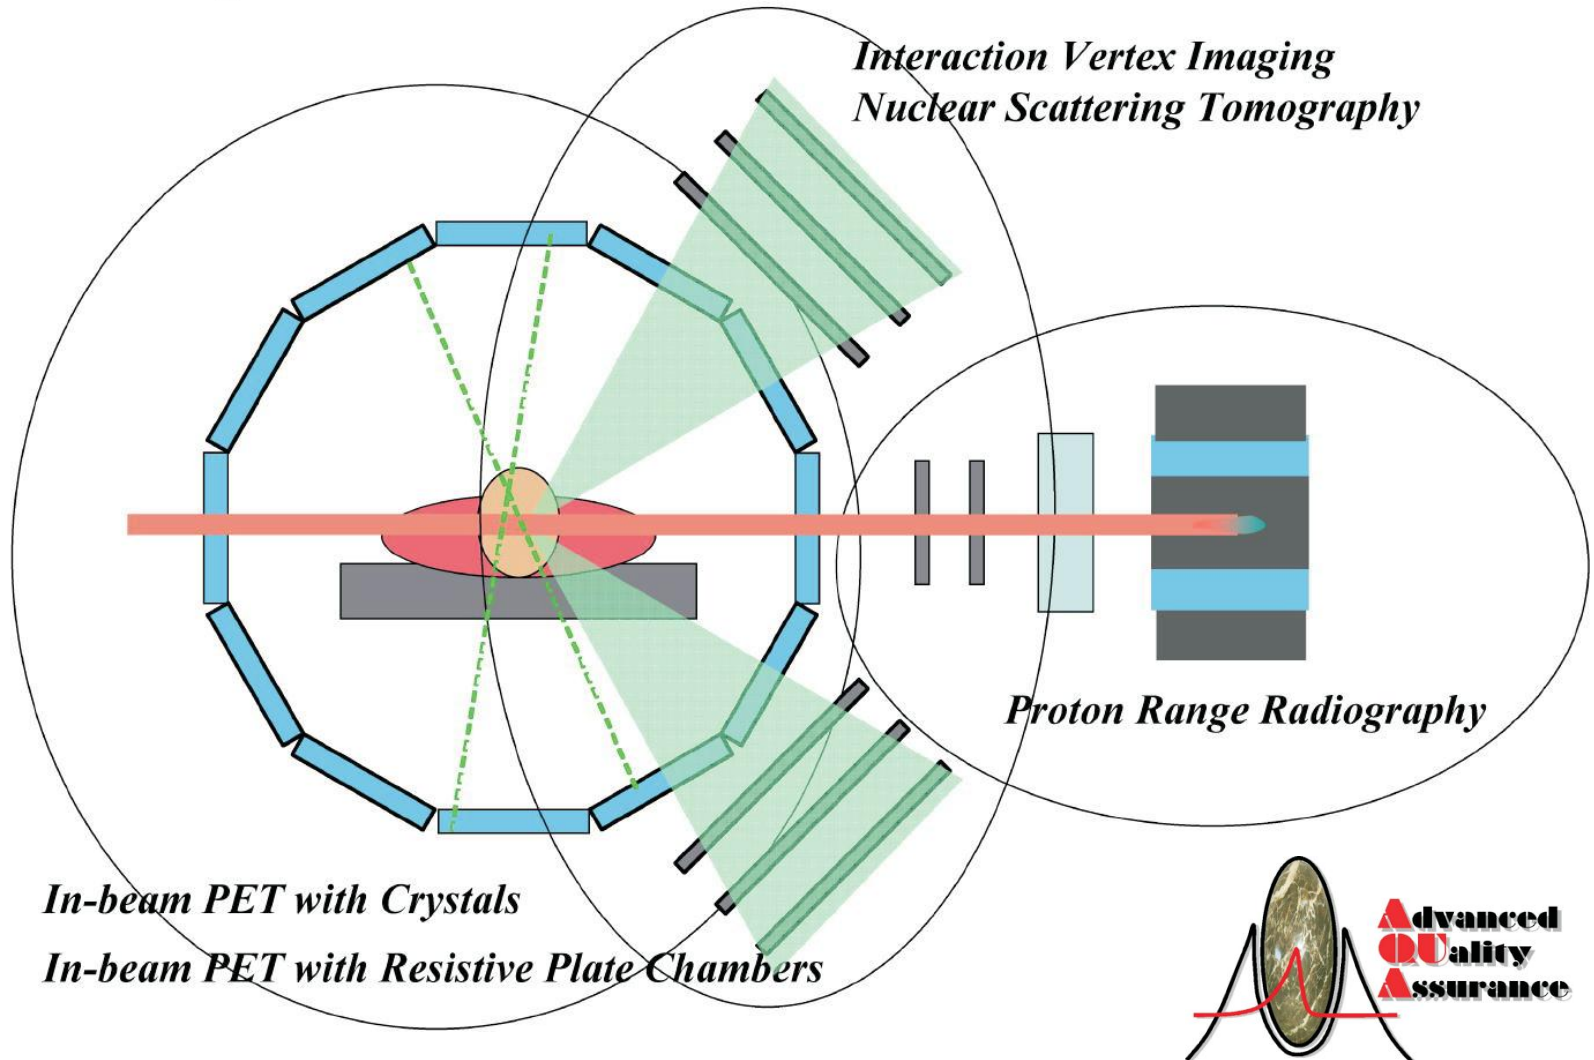 Interaction Vertex Imaging
Nuclear Scattering Tomography
Proton Range Radiography
In-beam PET with Crystals
In-beam PET with Resistive Plate Chambers
Advanced
QUality
Assurance